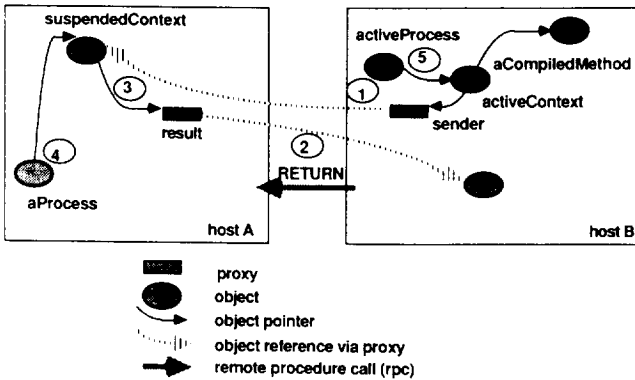 suspendedContext
activeProcess
5
aCompiledMethod
3
1
activeContext
result
sender
2
4
RETURN
aProcess
host A
host B
proxy
object
object pointer
object reference via proxy
remote procedure call (rpc)